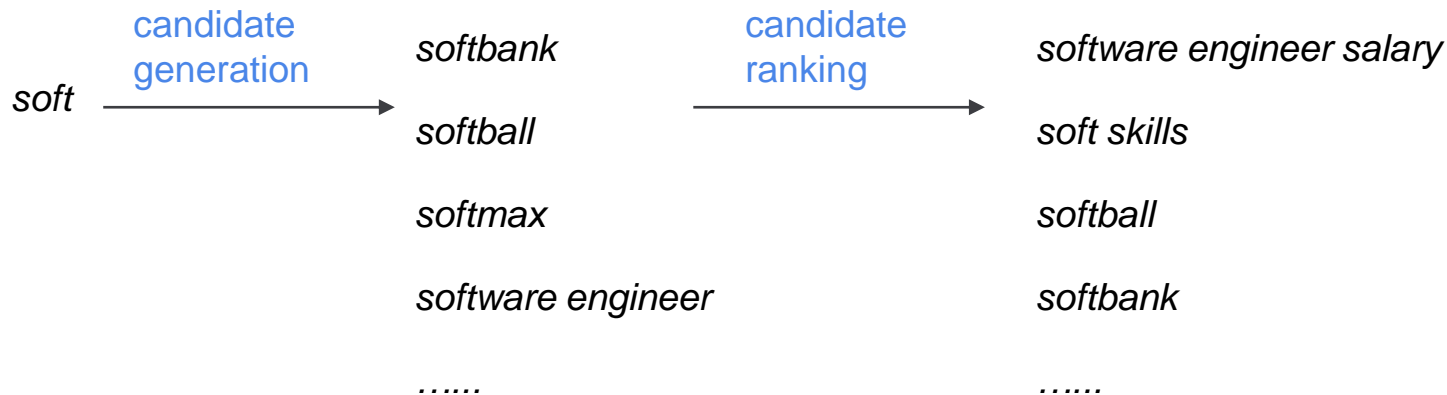 soft
candidate
generation
softbank
softball
softmax
software engineer
…...
candidate
ranking
software engineer salary
soft skills
softball
softbank
…...